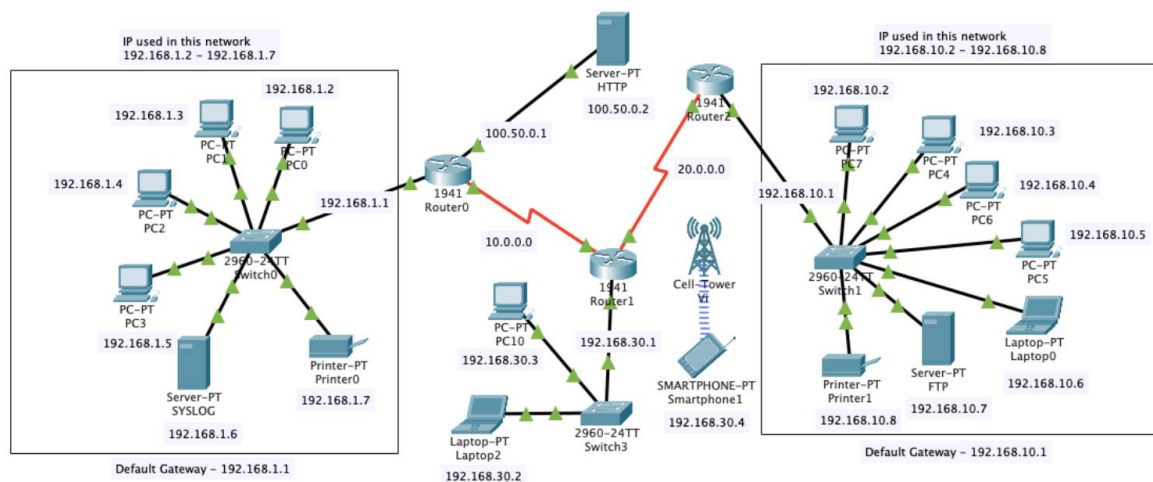 IP used in this network
192.168.1.2 - 192.168.1.7
192.168.1.2
192.168.1.3
PC-PT
PC1
PC-PT
PC0
192.168.1.4
PC-PT
PC2
192.168.1.1
2960-24TT
Switch0
PC-PT
PC3
192.168.1.5
Server-PT
SYSLOG
192.168.1.6
Printer-PT
Printer0
192.168.1.7
Default Gateway - 192.168.1.1
Server-PT
HTTP
100.50.0.2
100.50.0.1
1941
Router0
10.0.0.0
1941
Router1
20.0.0.0
1941
Router2
Cell-Tower
Vi
PC-PT
PC10
192.168.30.3
192.168.30.1
SMARTPHONE-PT
Smartphone1
192.168.30.4
Laptop-PT
Laptop2
192.168.30.2
2960-24TT
Switch3
IP used in this network
192.168.10.2 - 192.168.10.8
192.168.10.2
PC-PT
PC7
192.168.10.3
PC-PT
PC4
192.168.10.1
192.168.10.4
PC-PT
PC6
192.168.10.5
PC-PT
PC5
2960-24TT
Switch1
Laptop-PT
Laptop0
192.168.10.6
Server-PT
FTP
192.168.10.7
Printer-PT
Printer1
192.168.10.8
Default Gateway - 192.168.10.1